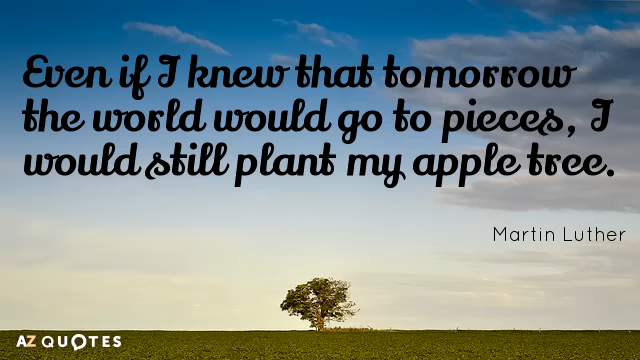 Even if I knew that tomorrow
the world would go to pieces, I
would still plant my apple tree.
Martin Luther
AZ QUOTES